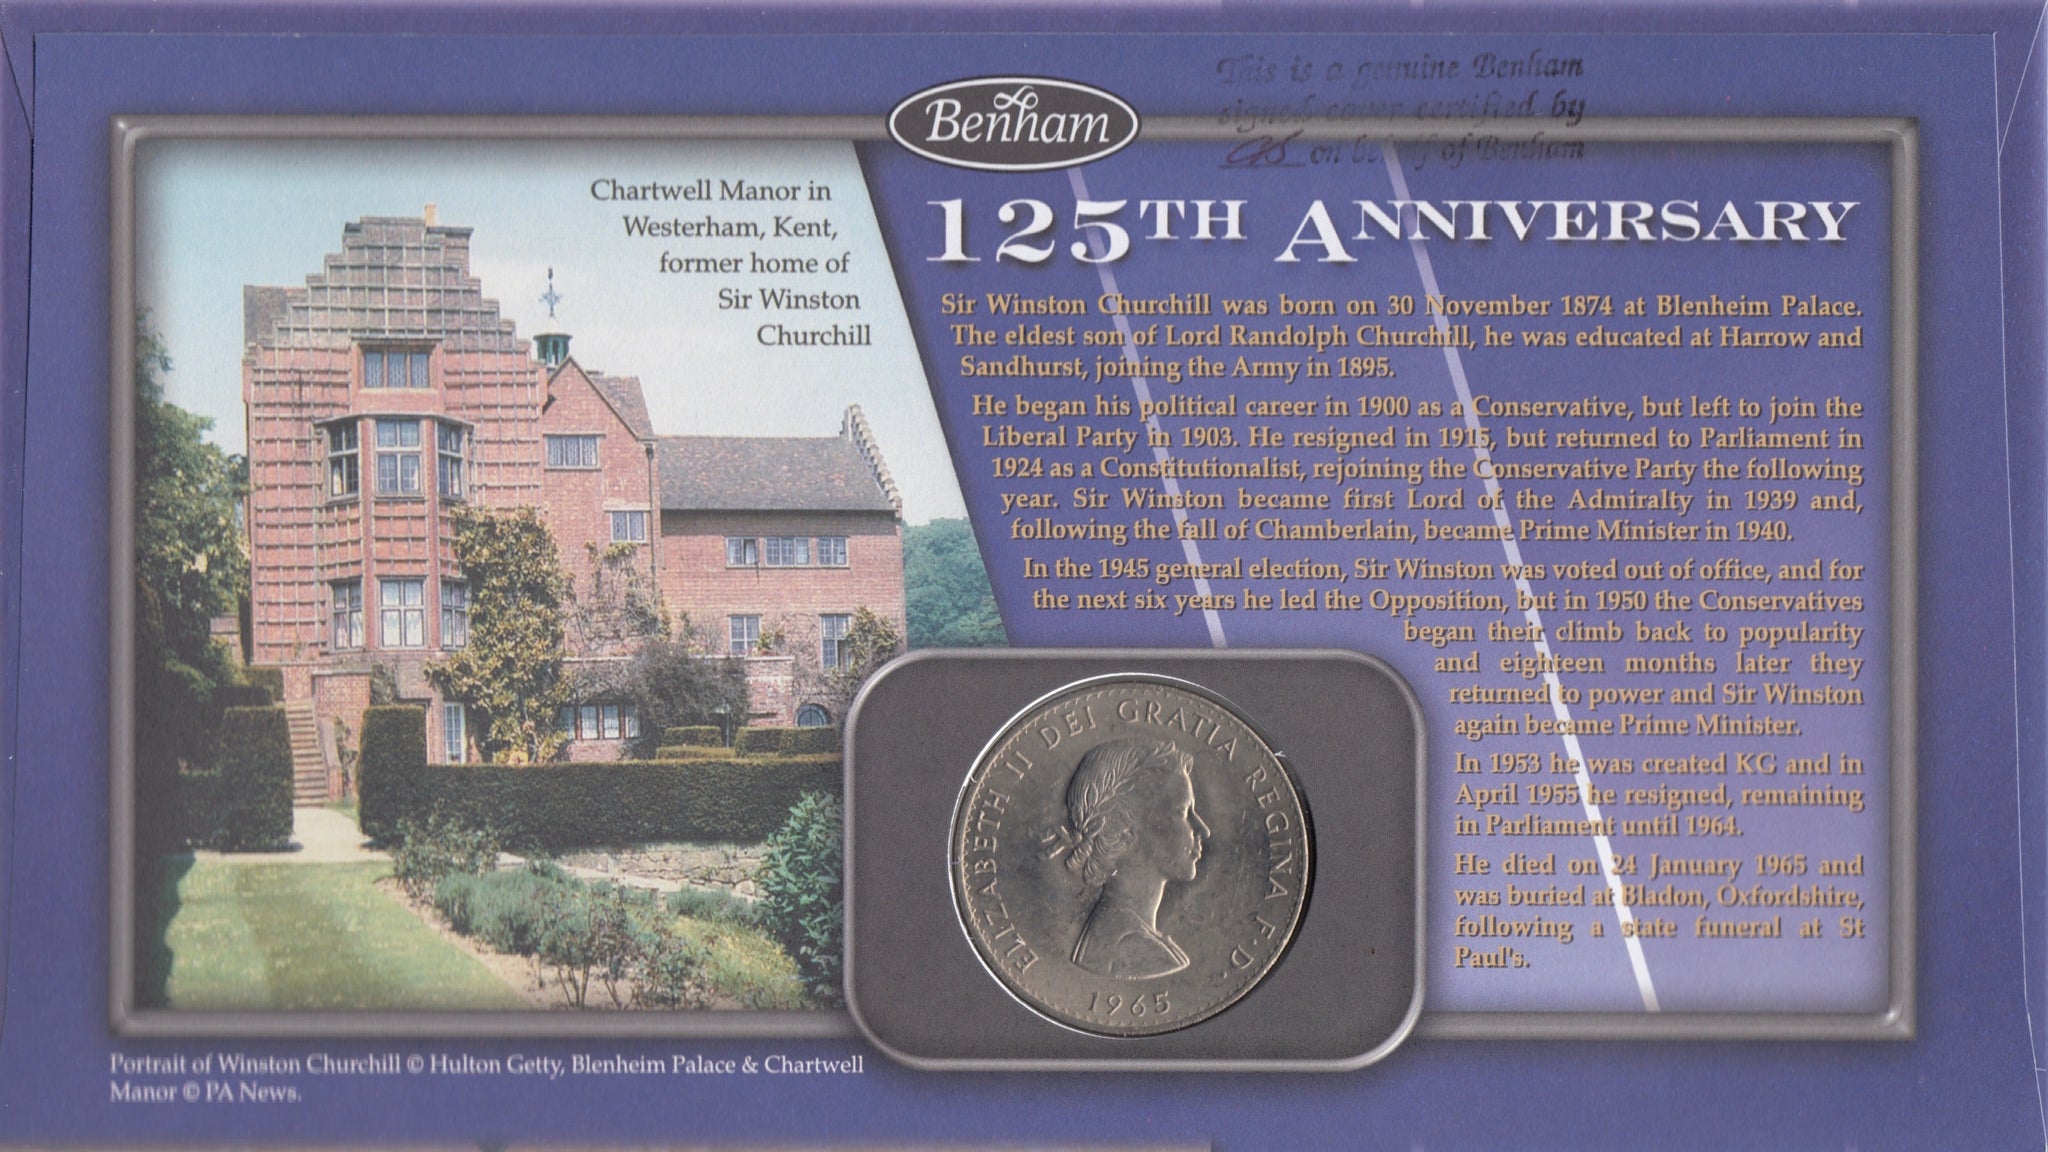 This is a genuine Benham
signed cover certified by
on behalf of Benham
Benham
Chartwell Manor in
Westerham, Kent,
former home of
Sir Winston
Churchill
125TH ANNIVERSARY
Sir Winston Churchill was born on 30 November 1874 at Blenheim Palace.
The eldest son of Lord Randolph Churchill, he was educated at Harrow and
Sandhurst, joining the Army in 1895.
He began his political career in 1900 as a Conservative, but left to join the
Liberal Party in 1903. He resigned in 1915, but returned to Parliament in
1924 as a Constitutionalist, rejoining the Conservative Party the following
year. Sir Winston became first Lord of the Admiralty in 1939 and,
following the fall of Chamberlain, became Prime Minister in 1940.
In the 1945 general election, Sir Winston was voted out of office, and for
the next six years he led the Opposition, but in 1950 the Conservatives
began their climb back to popularity
and eighteen months later they
returned to power and Sir Winston
again became Prime Minister.
In 1953 he was created KG and in
April 1955 he resigned, remaining
in Parliament until 1964.
He died on 24 January 1965 and
was buried at Bladon, Oxfordshire,
following a state funeral at St
Paul's.
ELIZABETH II DEI GRATIA REGINA F·D·
1965
Portrait of Winston Churchill © Hulton Getty, Blenheim Palace & Chartwell
Manor © PA News.